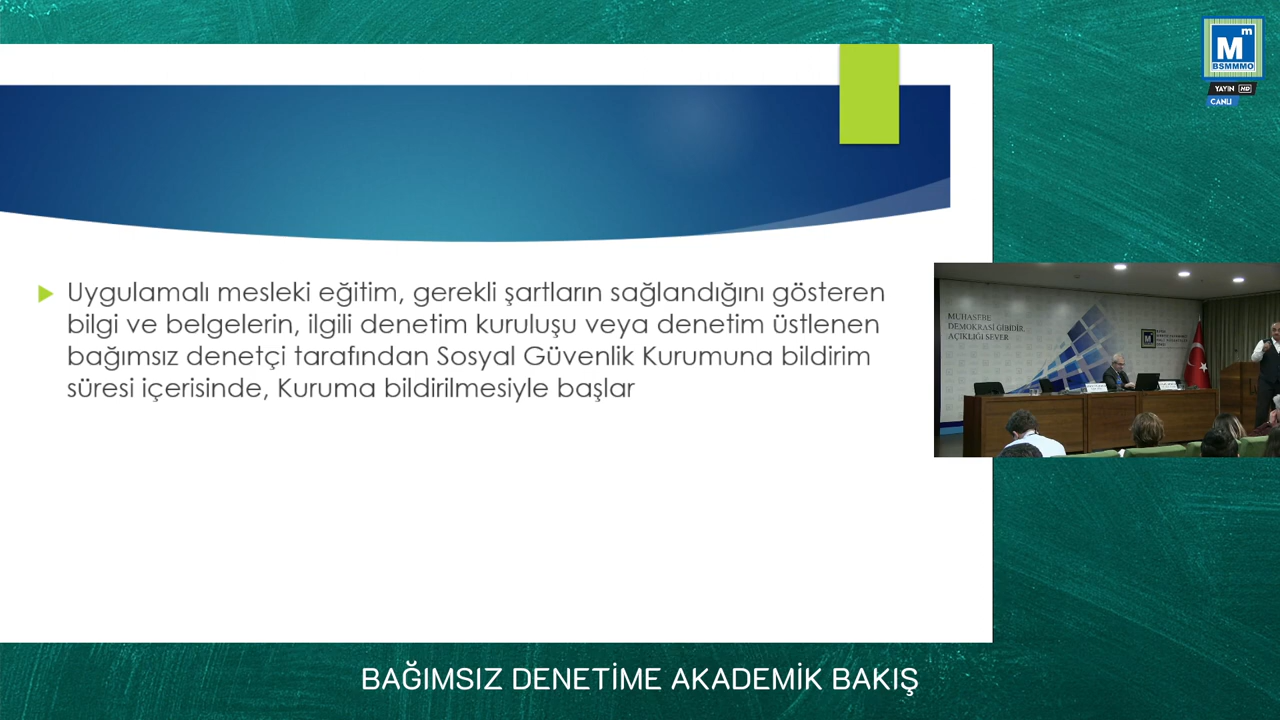 M m
BSMMMO
YAYIN HD
CANLI
Uygulamalı mesleki eğitim, gerekli şartların sağlandığını gösteren
bilgi ve belgelerin, ilgili denetim kuruluşu veya denetim üstlenen
bağımsız denetçi tarafından Sosyal Güvenlik Kurumuna bildirim
süresi içerisinde, Kuruma bildirilmesiyle başlar
MUHASEBE
DEMOKRASİ GİBİDİR,
AÇIKLIĞI SEVER
BAĞIMSIZ DENETİME AKADEMİK BAKIŞ